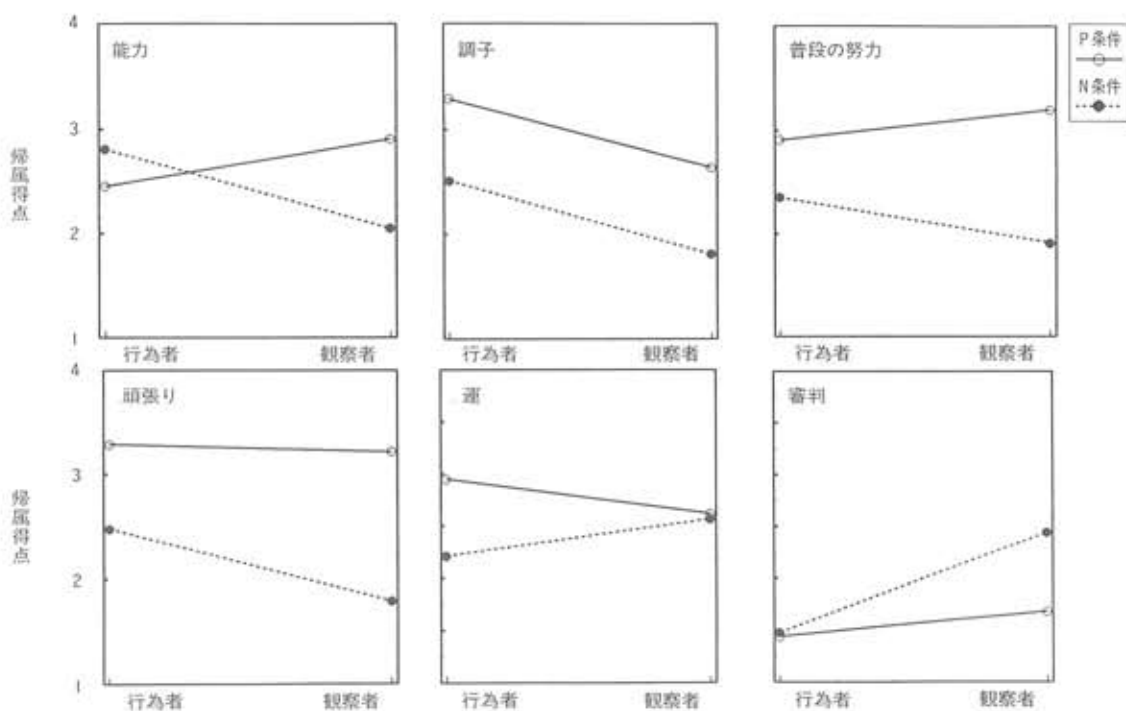 4
能力
調子
普段の努力
P条件
N条件
3
帰属得点
2
1
行為者 観察者
行為者 観察者
行為者 観察者
4
頑張り
運
審判
3
帰属得点
2
1
行為者 観察者
行為者 観察者
行為者 観察者